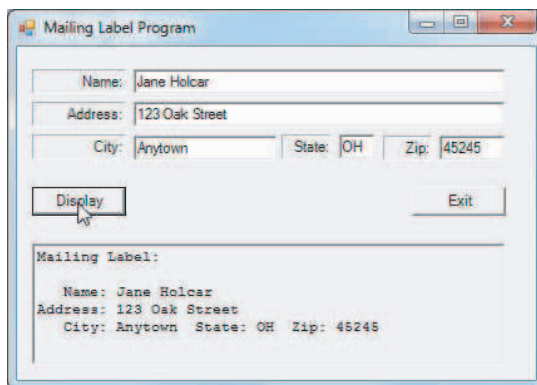 Mailing Label Program
Name: Jane Holcar
Address: 123 Oak Street
City: Anytown State: OH Zip: 45245
Display Exit
Mailing Label:
Name: Jane Holcar
Address: 123 Oak Street
City: Anytown State: OH Zip: 45245